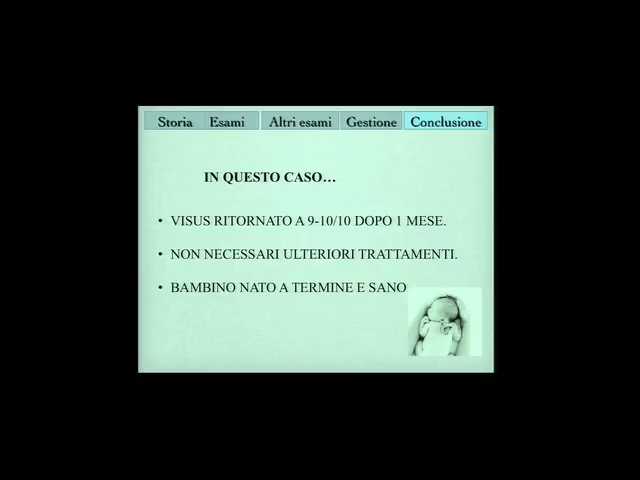 Storia Esami Altri esami Gestione Conclusione
IN QUESTO CASO…
• VISUS RITORNATO A 9-10/10 DOPO 1 MESE.
• NON NECESSARI ULTERIORI TRATTAMENTI.
• BAMBINO NATO A TERMINE E SANO